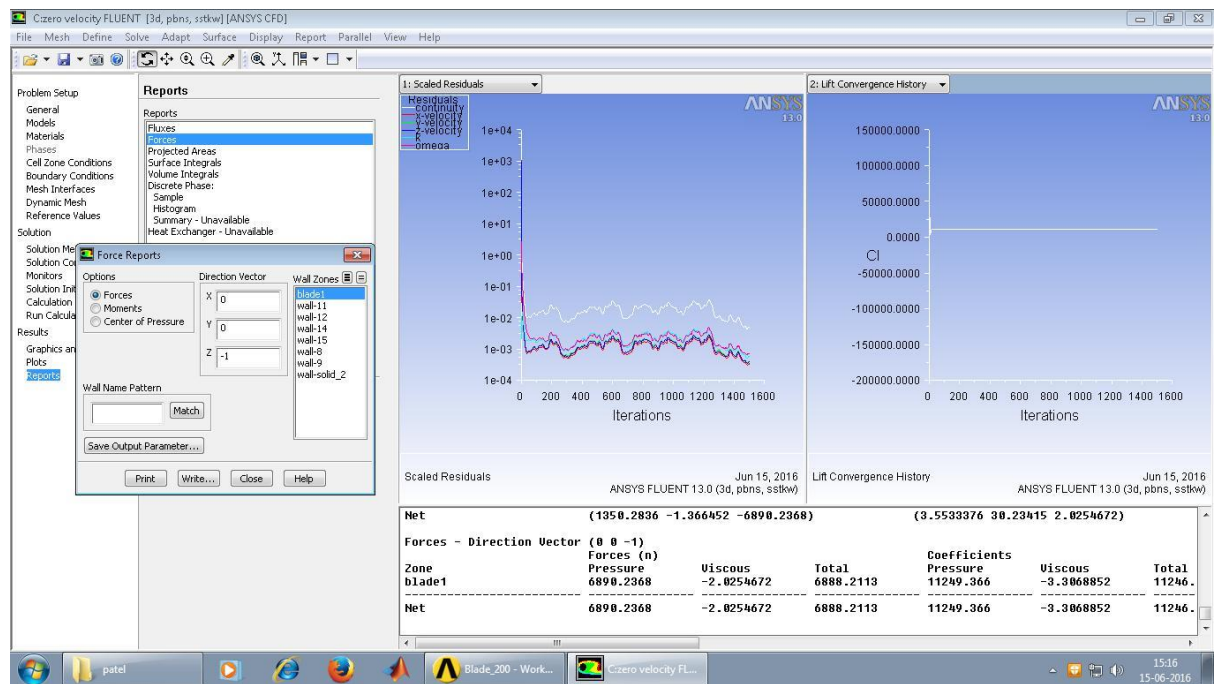 C:zero velocity FLUENT [3d, pbns, sstkw] [ANSYS CFD]
File Mesh Define Solve Adapt Surface Display Report Parallel View Help
Problem Setup
General
Models
Materials
Phases
Cell Zone Conditions
Boundary Conditions
Mesh Interfaces
Dynamic Mesh
Reference Values
Solution
Solution Me
Solution Co
Monitors
Solution Init
Calculation
Run Calcula
Results
Graphics an
Plots
Reports
Reports
Reports
Fluxes
Forces
Projected Areas
Surface Integrals
Volume Integrals
Discrete Phase:
Sample
Histogram
Summary - Unavailable
Heat Exchanger - Unavailable
Force Reports
Options
Forces
Moments
Center of Pressure
Direction Vector
X 0
Y 0
Z -1
Wall Zones
blade1
wall-11
wall-12
wall-14
wall-15
wall-8
wall-9
wall-solid_2
Wall Name Pattern
Match
Save Output Parameter...
Print Write... Close Help
1: Scaled Residuals
Residuals
continuity
x-velocity
y-velocity
z-velocity
k
omega
ANSYS
13.0
1e+04
1e+03
1e+02
1e+01
1e+00
1e-01
1e-02
1e-03
1e-04
0 200 400 600 800 1000 1200 1400 1600
Iterations
Scaled Residuals
Jun 15, 2016
ANSYS FLUENT 13.0 (3d, pbns, sstkw)
2: Lift Convergence History
ANSYS
13.0
150000.0000
100000.0000
50000.0000
0.0000
Cl
-50000.0000
-100000.0000
-150000.0000
-200000.0000
0 200 400 600 800 1000 1200 1400 1600
Iterations
Lift Convergence History
Jun 15, 2016
ANSYS FLUENT 13.0 (3d, pbns, sstkw)
Net (1350.2836 -1.366452 -6890.2368) (3.5533376 30.23415 2.0254672)
Forces - Direction Vector (0 0 -1)
Forces (n) Coefficients
Zone Pressure Viscous Total Pressure Viscous Total
blade1 6890.2368 -2.0254672 6888.2113 11249.366 -3.3068852 11246.
Net 6890.2368 -2.0254672 6888.2113 11249.366 -3.3068852 11246.
patel
Blade_200 - Work...
C:zero velocity FL...
15:16
15-06-2016